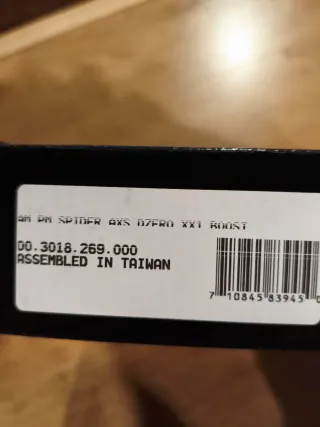 AM PM SPIDER AXS DZERO XX1 BOOST
00.3018.269.000
ASSEMBLED IN TAIWAN
7 10845 83945